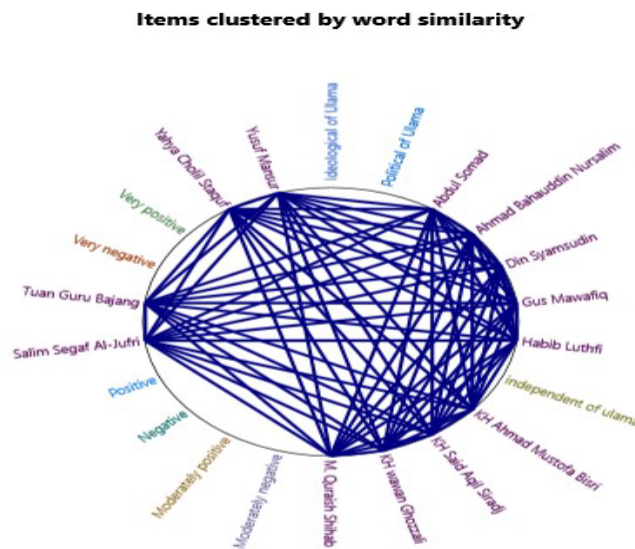 Items clustered by word similarity
Ideological of Ulama
Political of Ulama
Abdul Somad
Ahmad Bahauddin Nursalim
Din Syamsudin
Gus Mawafiq
Habib Luthfi
independent of ulama
KH Ahmad Mustofa Bisri
KH Said Aqil Siradj
KH wawan Ghozzali
M. Quraish Shihab
Moderately negative
Moderately positive
Negative
Positive
Salim Segaf Al-Jufri
Tuan Guru Bajang
Very negative
Very positive
Yahya Cholil Staquf
Yusuf Mansur